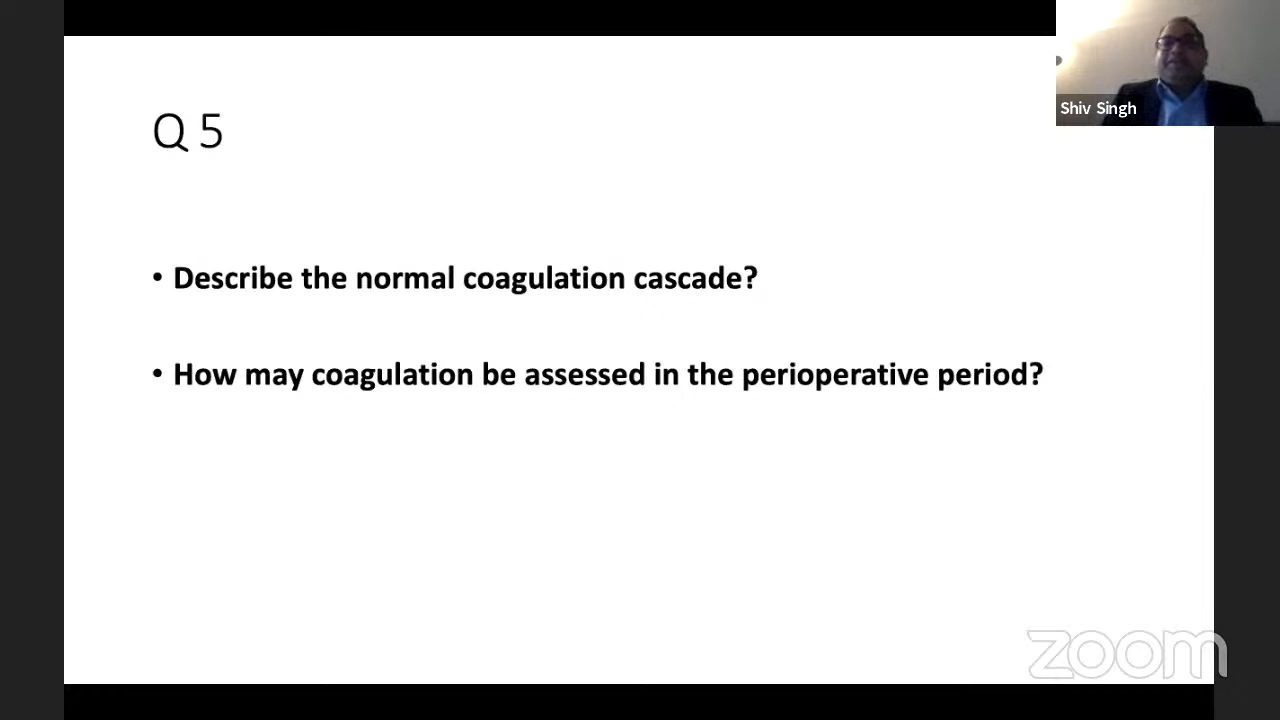 Shiv Singh
Q 5
• Describe the normal coagulation cascade?
• How may coagulation be assessed in the perioperative period?
zoom